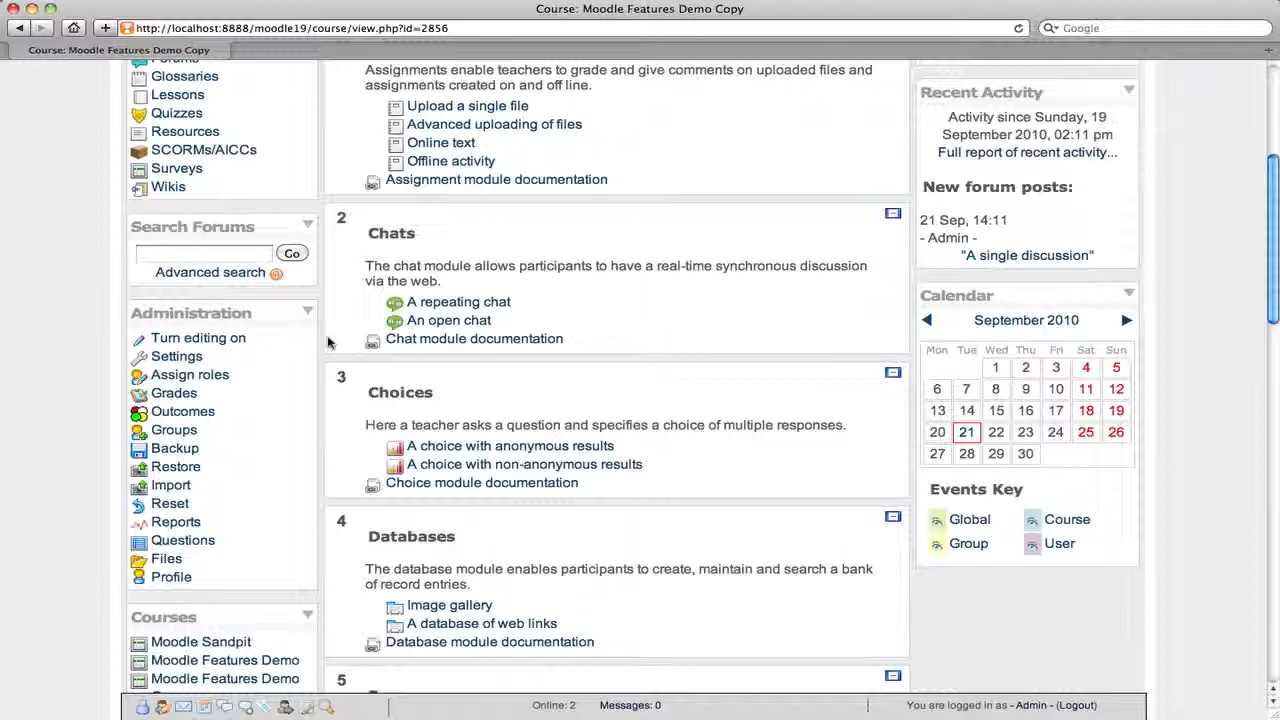 Course: Moodle Features Demo Copy
http://localhost:8888/moodle19/course/view.php?id=2856
Google
Course: Moodle Features Demo Copy
Glossaries
Lessons
Quizzes
Resources
SCORMs/AICCs
Surveys
Wikis
Search Forums
Go
Advanced search
Administration
Turn editing on
Settings
Assign roles
Grades
Outcomes
Groups
Backup
Restore
Import
Reset
Reports
Questions
Files
Profile
Courses
Moodle Sandpit
Moodle Features Demo
Moodle Features Demo
Assignments enable teachers to grade and give comments on uploaded files and
assignments created on and off line.
Upload a single file
Advanced uploading of files
Online text
Offline activity
Assignment module documentation
2
Chats
The chat module allows participants to have a real-time synchronous discussion
via the web.
A repeating chat
An open chat
Chat module documentation
3
Choices
Here a teacher asks a question and specifies a choice of multiple responses.
A choice with anonymous results
A choice with non-anonymous results
Choice module documentation
4
Databases
The database module enables participants to create, maintain and search a bank
of record entries.
Image gallery
A database of web links
Database module documentation
5
Recent Activity
Activity since Sunday, 19
September 2010, 02:11 pm
Full report of recent activity...
New forum posts:
21 Sep, 14:11
- Admin -
"A single discussion"
Calendar
September 2010
Mon Tue Wed Thu Fri Sat Sun
1 2 3 4 5
6 7 8 9 10 11 12
13 14 15 16 17 18 19
20 21 22 23 24 25 26
27 28 29 30
Events Key
Global Course
Group User
Online: 2 Messages: 0 You are logged in as - Admin - (Logout)